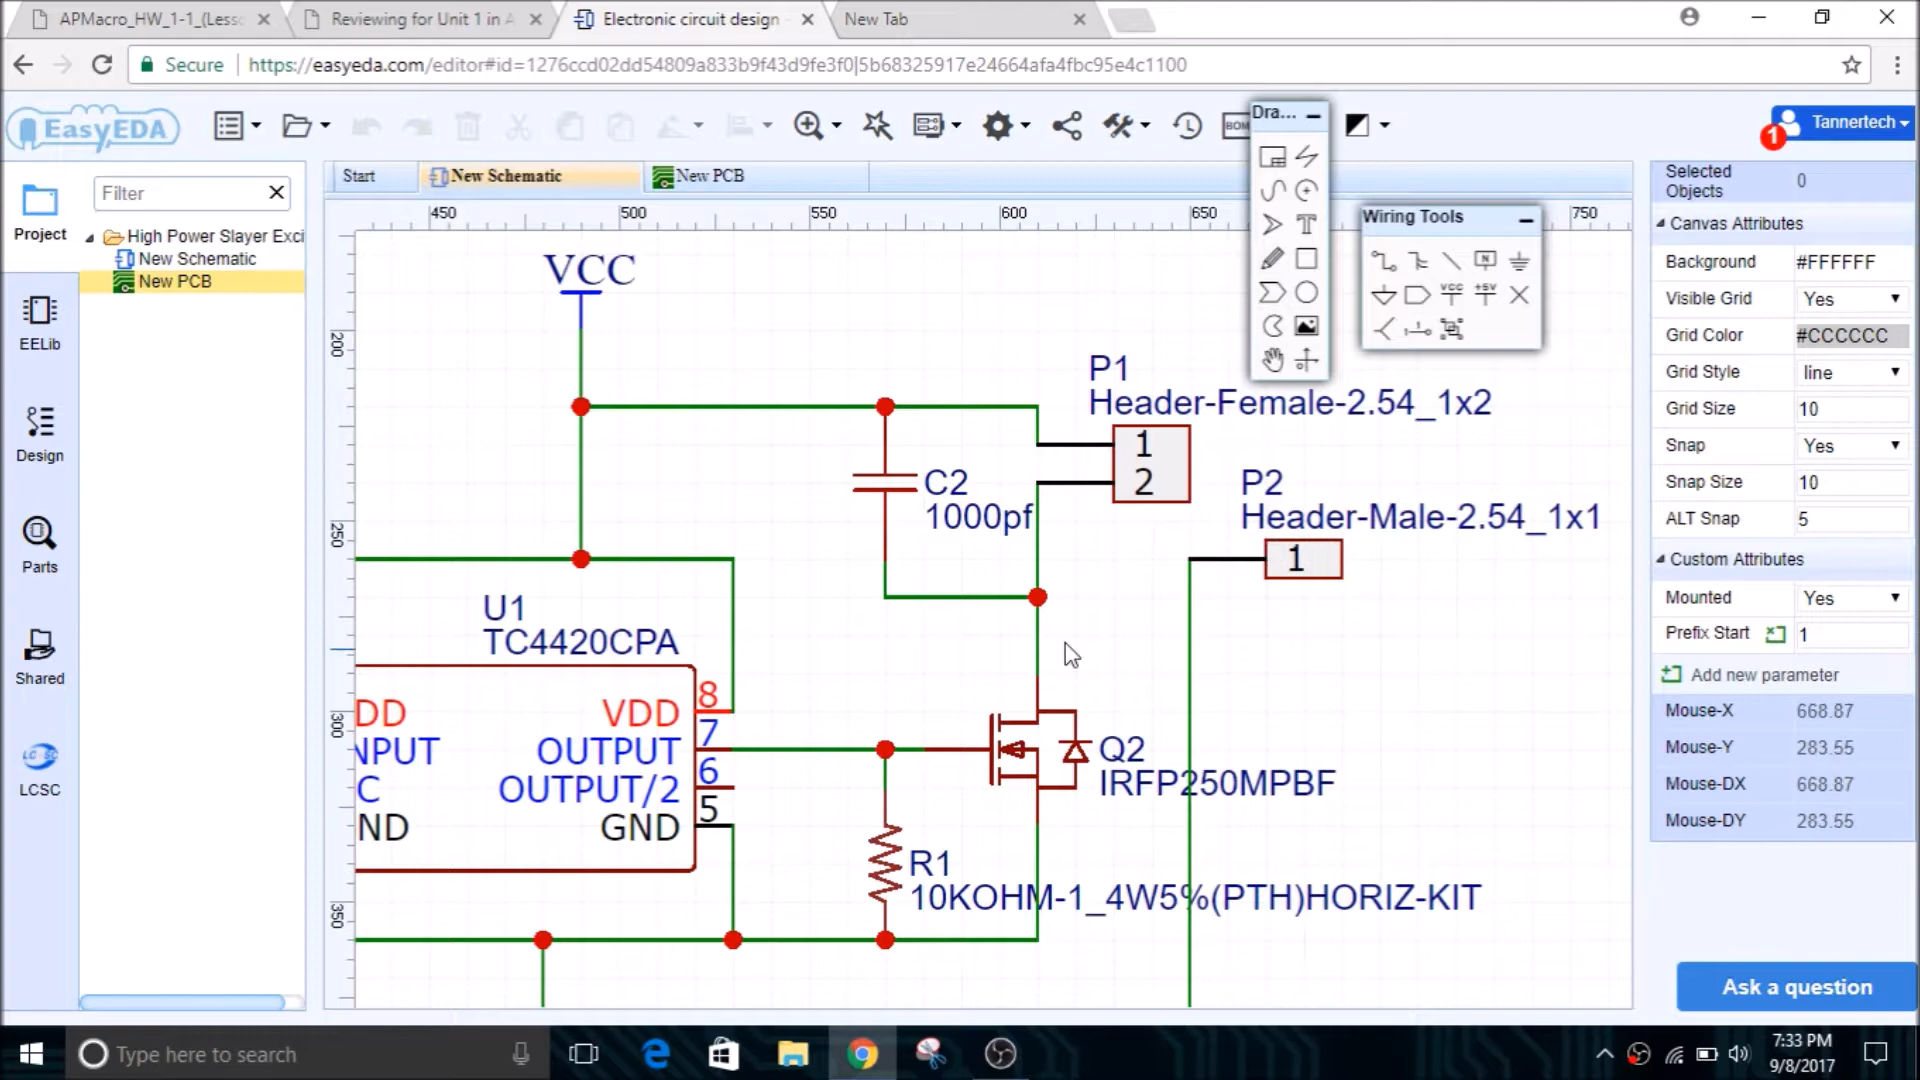 APMacro_HW_1-1_(Less
Reviewing for Unit 1 in A
Electronic circuit design
New Tab
Secure
https://easyeda.com/editor#id=1276ccd02dd54809a833b9f43d9fe3f0|5b68325917e24664afa4fbc95e4c1100
EasyEDA
BOM
Dra...
1
Tannertech
Project
EELib
Design
Parts
Shared
LCSC
Filter
High Power Slayer Exci
New Schematic
New PCB
Start
New Schematic
New PCB
450
500
550
600
650
750
200
250
300
350
Wiring Tools
N
VCC
+5V
VCC
P1
Header-Female-2.54_1x2
1
2
C2
1000pf
P2
Header-Male-2.54_1x1
1
U1
TC4420CPA
DD
NPUT
C
ND
VDD
OUTPUT
OUTPUT/2
GND
8
7
6
5
Q2
IRFP250MPBF
R1
10KOHM-1_4W5%(PTH)HORIZ-KIT
Selected Objects 0
Canvas Attributes
Background #FFFFFF
Visible Grid Yes
Grid Color #CCCCCC
Grid Style line
Grid Size 10
Snap Yes
Snap Size 10
ALT Snap 5
Custom Attributes
Mounted Yes
Prefix Start 1
Add new parameter
Mouse-X 668.87
Mouse-Y 283.55
Mouse-DX 668.87
Mouse-DY 283.55
Ask a question
Type here to search
7:33 PM
9/8/2017